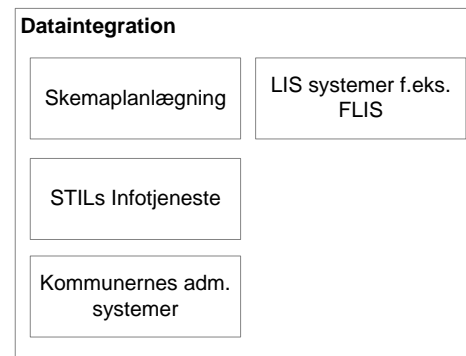 Dataintegration
Skemaplanlægning
LIS systemer f.eks.
FLIS
STILs Infotjeneste
Kommunernes adm.
systemer